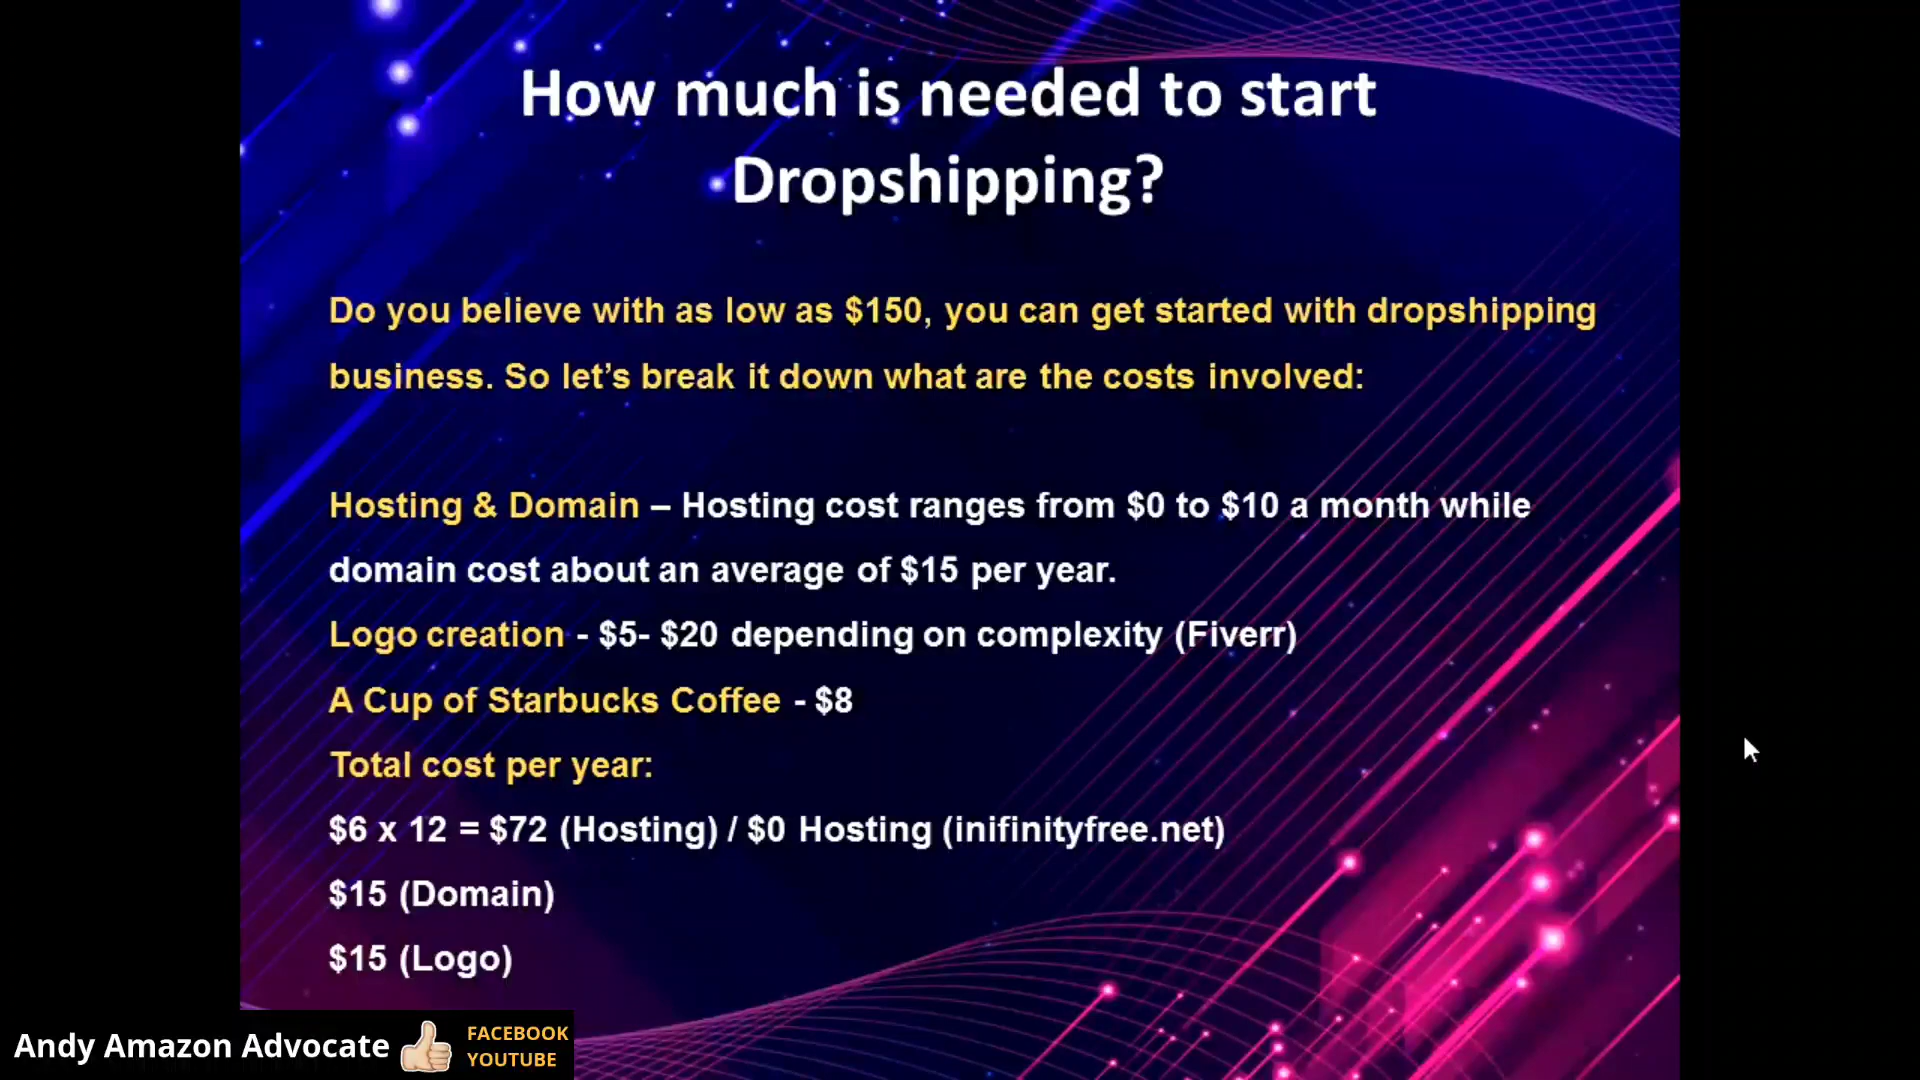 How much is needed to start
Dropshipping?
Do you believe with as low as $150, you can get started with dropshipping
business. So let’s break it down what are the costs involved:
Hosting & Domain – Hosting cost ranges from $0 to $10 a month while
domain cost about an average of $15 per year.
Logo creation - $5- $20 depending on complexity (Fiverr)
A Cup of Starbucks Coffee - $8
Total cost per year:
$6 x 12 = $72 (Hosting) / $0 Hosting (inifinityfree.net)
$15 (Domain)
$15 (Logo)
Andy Amazon Advocate
FACEBOOK
YOUTUBE